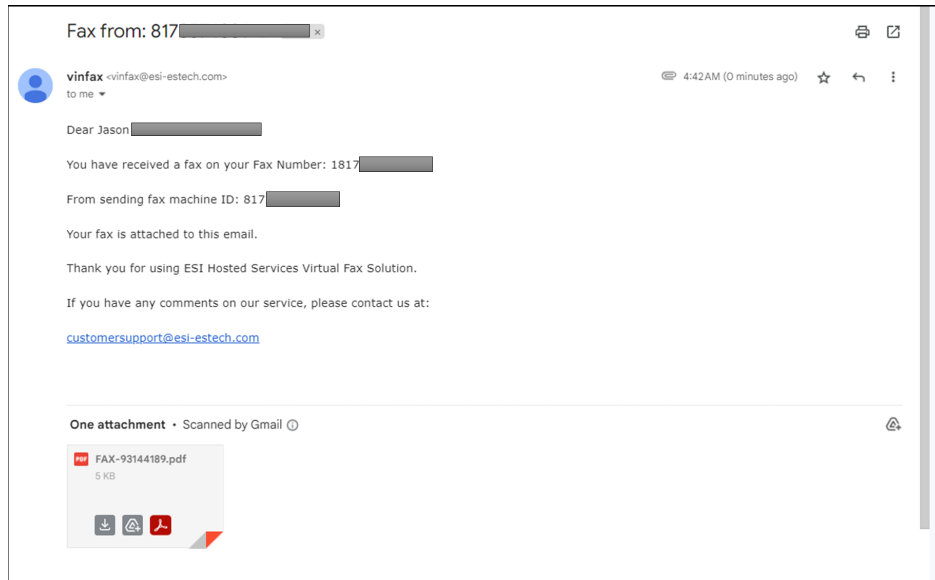 Fax from: 817
vinfax <vinfax@esi-estech.com>
4:42AM (0 minutes ago)
to me
Dear Jason
You have received a fax on your Fax Number: 1817
From sending fax machine ID: 817
Your fax is attached to this email.
Thank you for using ESI Hosted Services Virtual Fax Solution.
If you have any comments on our service, please contact us at:
customersupport@esi-estech.com
One attachment • Scanned by Gmail
PDF FAX-93144189.pdf
5 KB